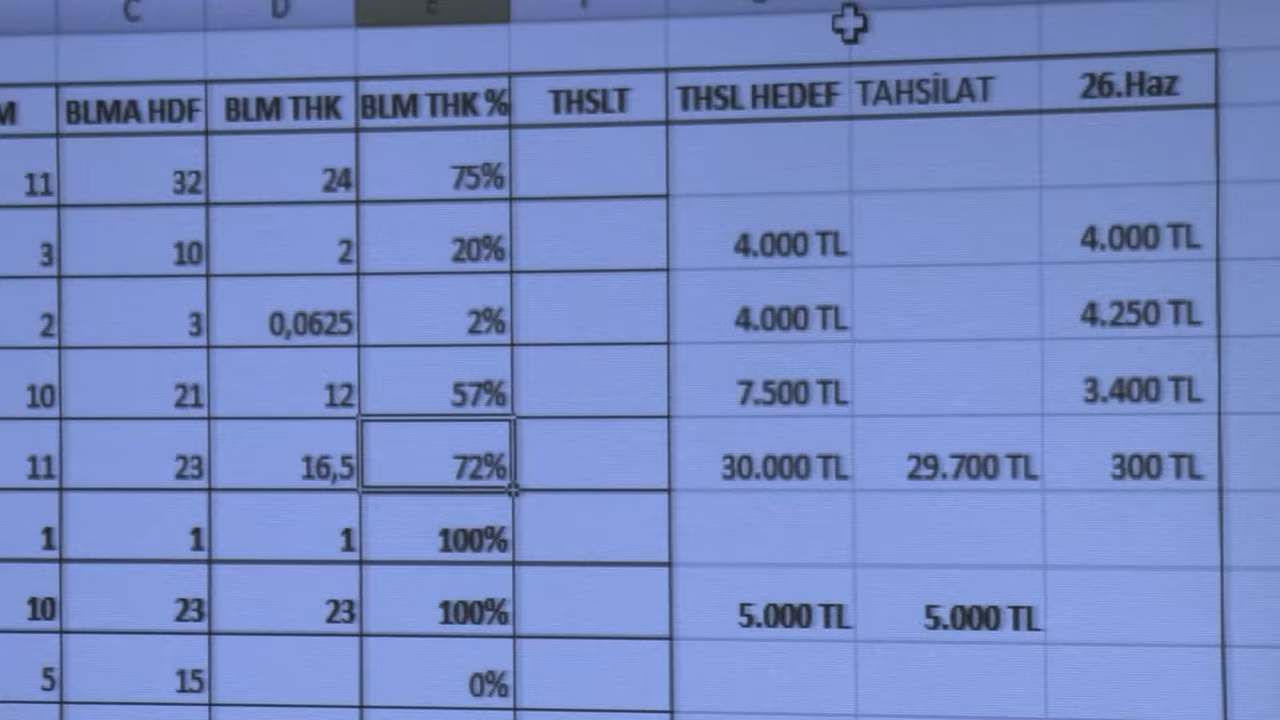 C D E
BLMA HDF BLM THK BLM THK % THSLT THSL HEDEF TAHSİLAT 26.Haz
11 32 24 75%
3 10 2 20% 4.000 TL 4.000 TL
2 3 0,0625 2% 4.000 TL 4.250 TL
10 21 12 57% 7.500 TL 3.400 TL
11 23 16,5 72% 30.000 TL 29.700 TL 300 TL
1 1 1 100%
10 23 23 100% 5.000 TL 5.000 TL
5 15 0%